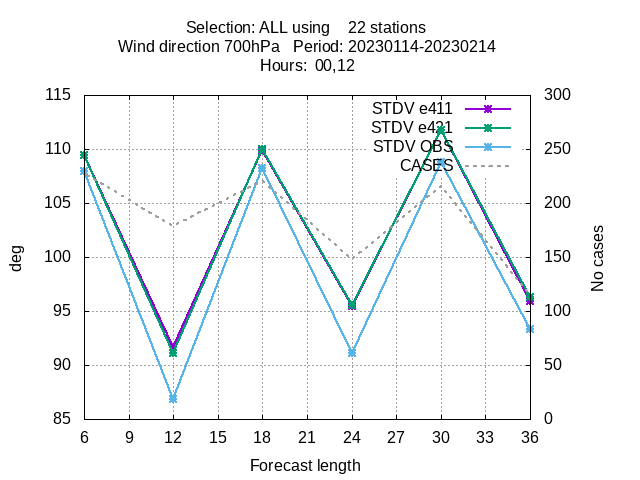 Selection: ALL using    22 stations
Wind direction 700hPa   Period: 20230114-20230214
Hours:  00,12
115
110
105
100
95
90
85
300
250
200
150
100
50
0
STDV e411
STDV e431
STDV OBS
CASES
deg
No cases
6 9 12 15 18 21 24 27 30 33 36
Forecast length